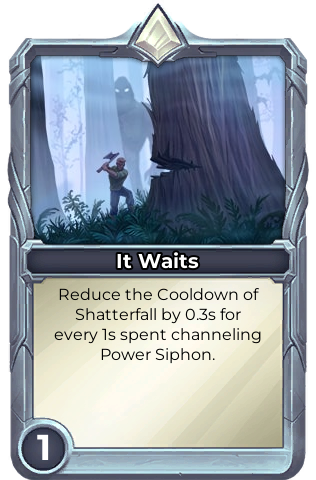 It Waits
Reduce the Cooldown of
Shatterfall by 0.3s for
every 1s spent channeling
Power Siphon.
1